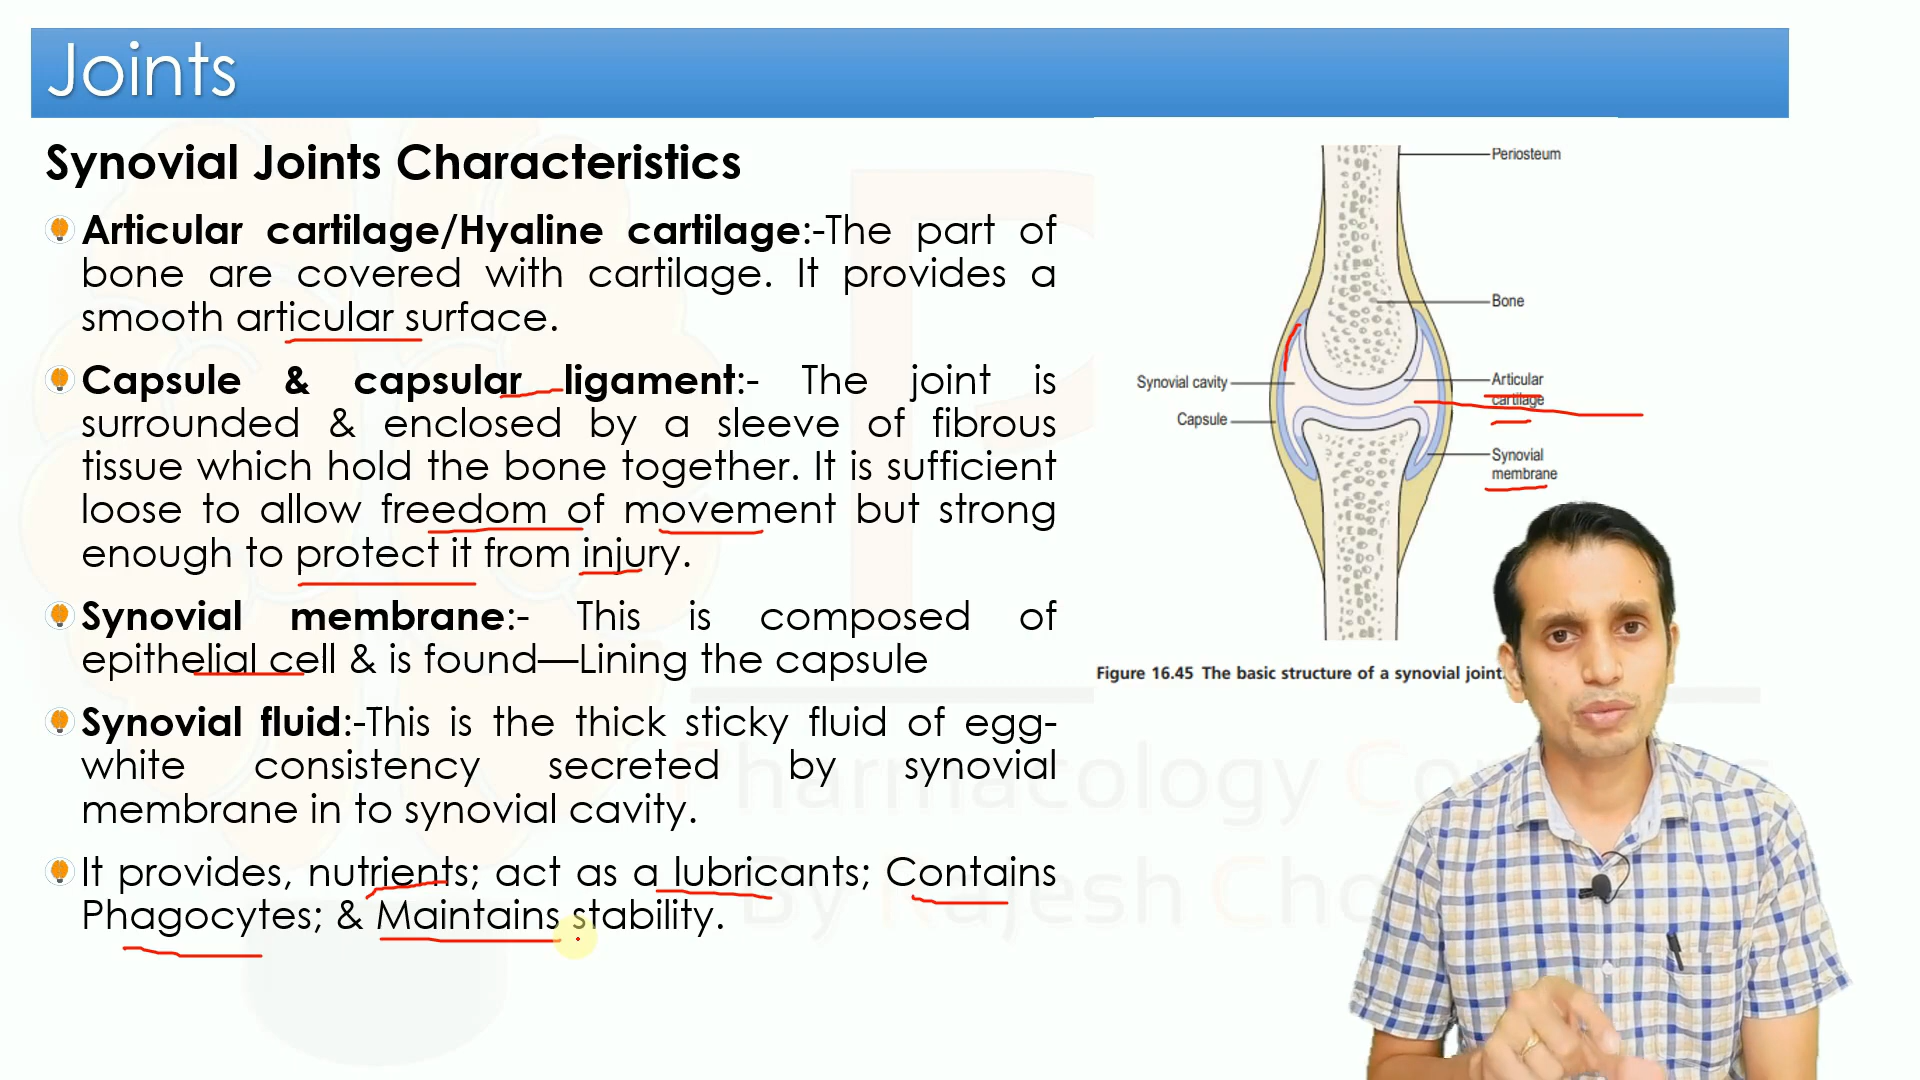 Joints
Synovial Joints Characteristics
Articular cartilage/Hyaline cartilage:-The part of
bone are covered with cartilage. It provides a
smooth articular surface.
Capsule & capsular ligament:- The joint is
surrounded & enclosed by a sleeve of fibrous
tissue which hold the bone together. It is sufficient
loose to allow freedom of movement but strong
enough to protect it from injury.
Synovial membrane:- This is composed of
epithelial cell & is found—Lining the capsule
Synovial fluid:-This is the thick sticky fluid of egg-
white consistency secreted by synovial
membrane in to synovial cavity.
It provides, nutrients; act as a lubricants; Contains
Phagocytes; & Maintains stability.
Periosteum
Bone
Synovial cavity
Articular
cartilage
Capsule
Synovial
membrane
Figure 16.45 The basic structure of a synovial joint.
Pharmacology
By Rajesh